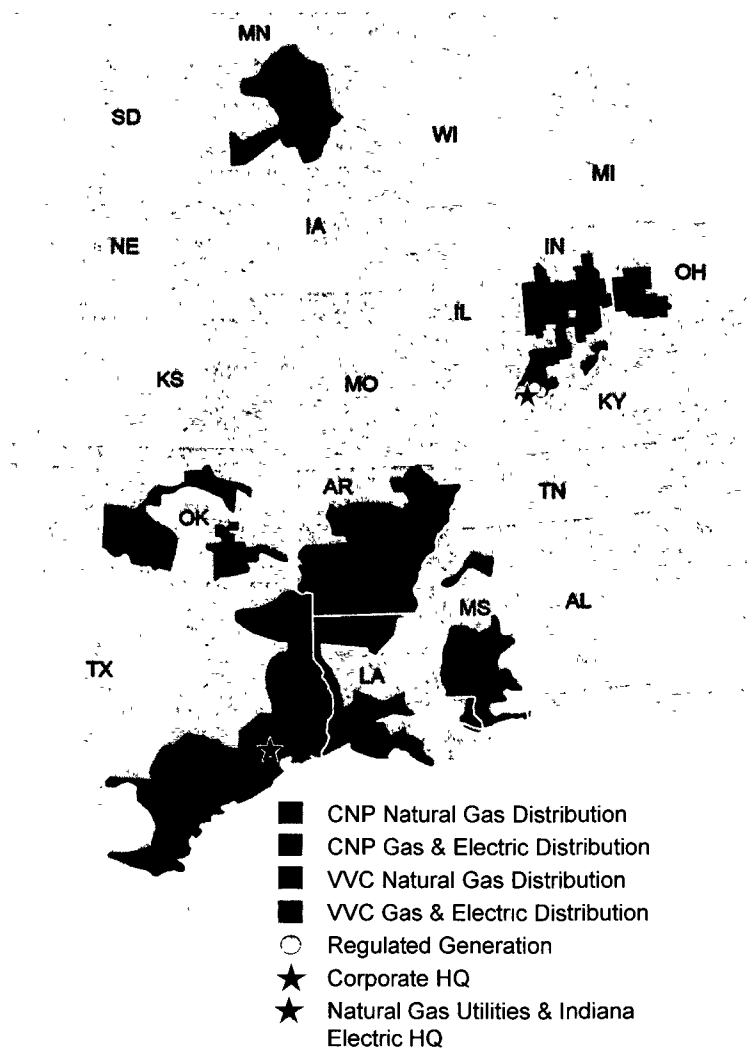 MN
SD
WI
MI
IA
NE
IN
OH
IL
KS
MO
KY
AR
TN
OK
MS
AL
TX
LA
CNP Natural Gas Distribution
CNP Gas & Electric Distribution
VVC Natural Gas Distribution
VVC Gas & Electric Distribution
Regulated Generation
Corporate HQ
Natural Gas Utilities & Indiana
Electric HQ